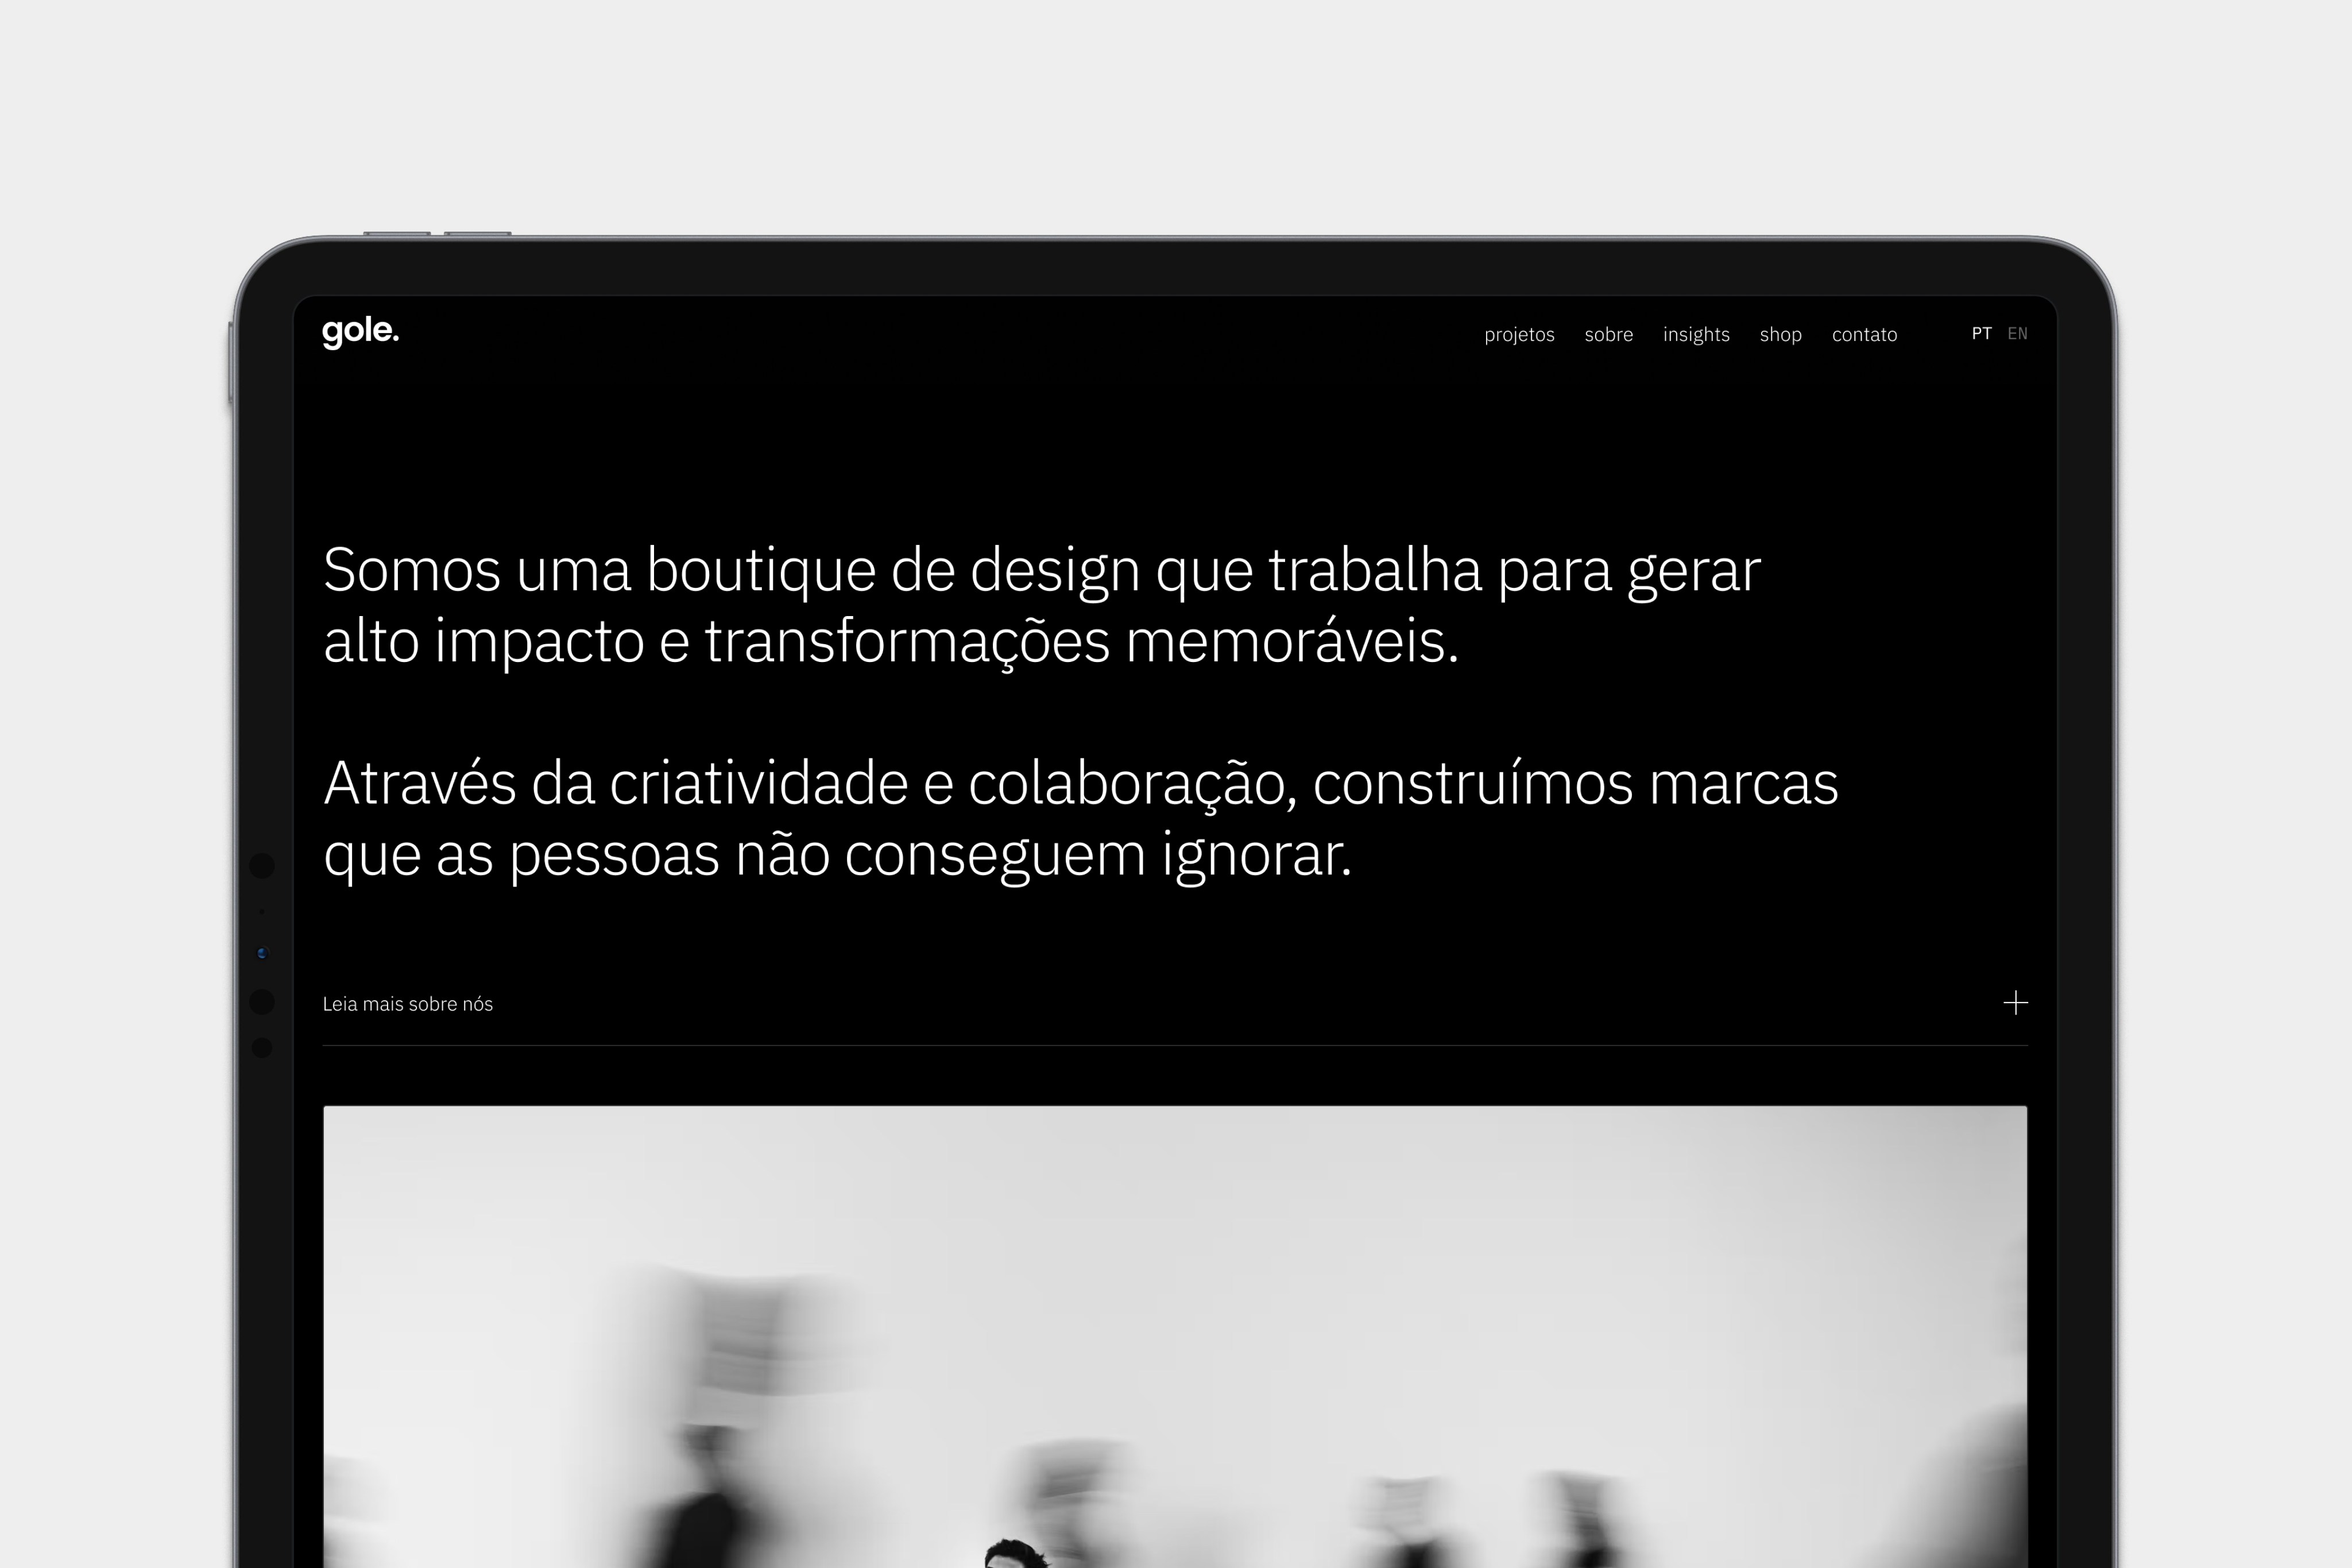 gole.
projetos sobre insights shop contato PT EN
Somos uma boutique de design que trabalha para gerar
alto impacto e transformações memoráveis.
Através da criatividade e colaboração, construímos marcas
que as pessoas não conseguem ignorar.
Leia mais sobre nós